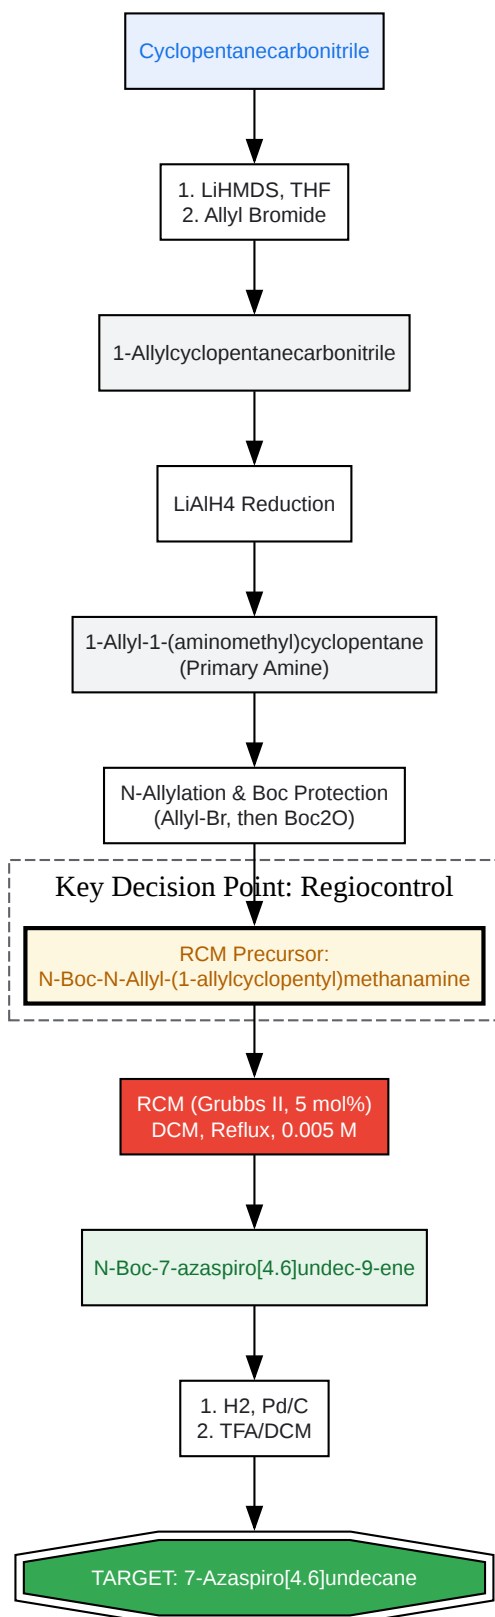 Cyclopentanecarbonitrile
1. LiHMDS, THF
2. Allyl Bromide
1-Allylcyclopentanecarbonitrile
LiAlH4 Reduction
1-Allyl-1-(aminomethyl)cyclopentane
(Primary Amine)
N-Allylation & Boc Protection
(Allyl-Br, then Boc2O)
Key Decision Point: Regiocontrol
RCM Precursor:
N-Boc-N-Allyl-(1-allylcyclopentyl)methanamine
RCM (Grubbs II, 5 mol%)
DCM, Reflux, 0.005 M
N-Boc-7-azaspiro[4.6]undec-9-ene
1. H2, Pd/C
2. TFA/DCM
TARGET: 7-Azaspiro[4.6]undecane